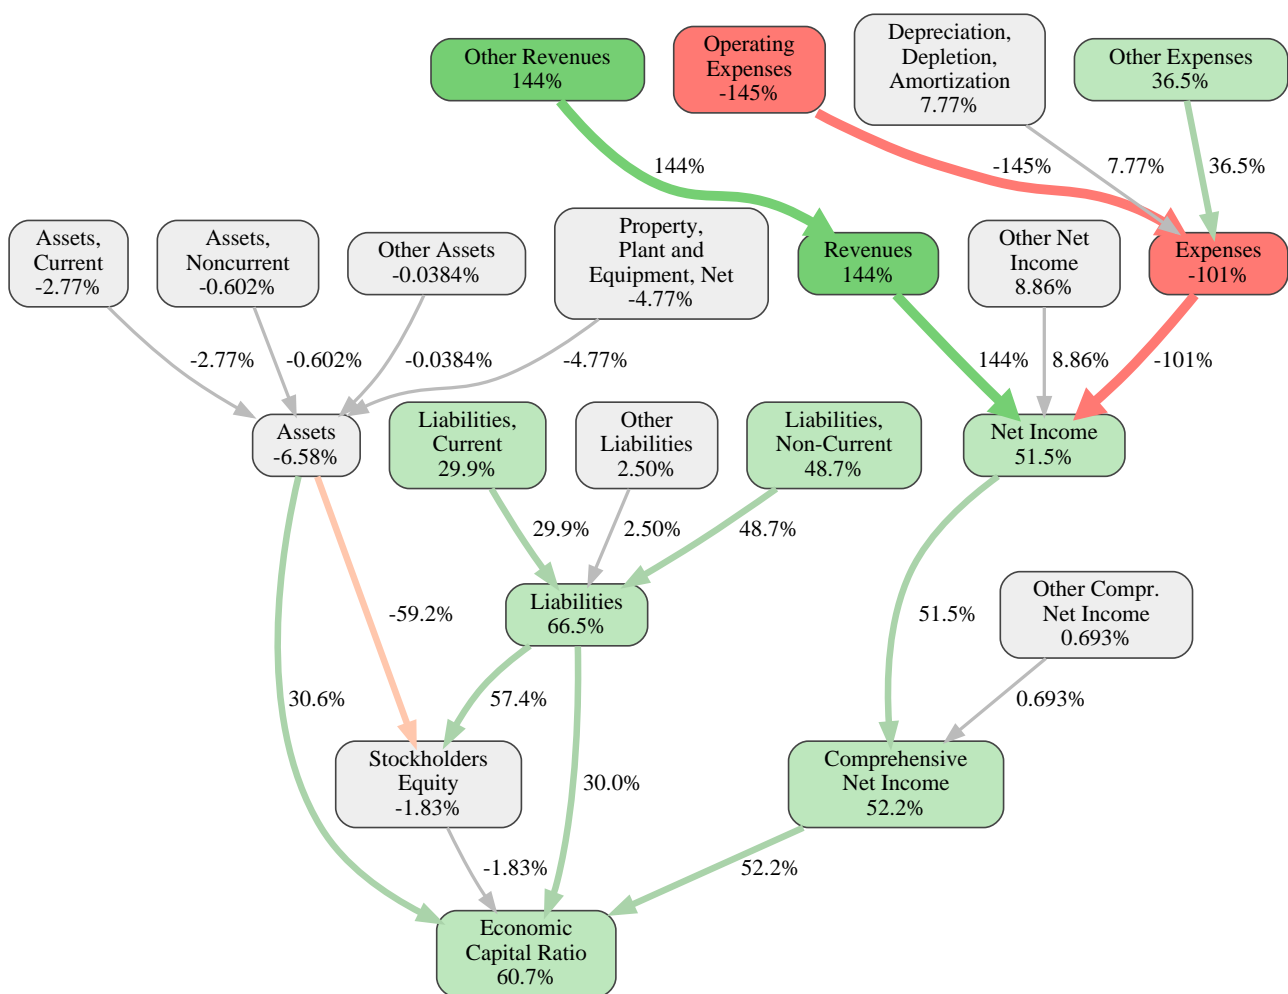 Other Revenues
144%
Operating
Expenses
-145%
Depreciation,
Depletion,
Amortization
7.77%
Other Expenses
36.5%
144%
-145%
7.77%
36.5%
Assets,
Current
-2.77%
Assets,
Noncurrent
-0.602%
Other Assets
-0.0384%
Property,
Plant and
Equipment, Net
-4.77%
Revenues
144%
Other Net
Income
8.86%
Expenses
-101%
-2.77%
-0.602%
-0.0384%
-4.77%
144%
8.86%
-101%
Assets
-6.58%
Liabilities,
Current
29.9%
Other
Liabilities
2.50%
Liabilities,
Non-Current
48.7%
Net Income
51.5%
29.9%
2.50%
48.7%
Liabilities
66.5%
-59.2%
51.5%
Other Compr.
Net Income
0.693%
30.6%
57.4%
30.0%
0.693%
Stockholders
Equity
-1.83%
Comprehensive
Net Income
52.2%
-1.83%
52.2%
Economic
Capital Ratio
60.7%